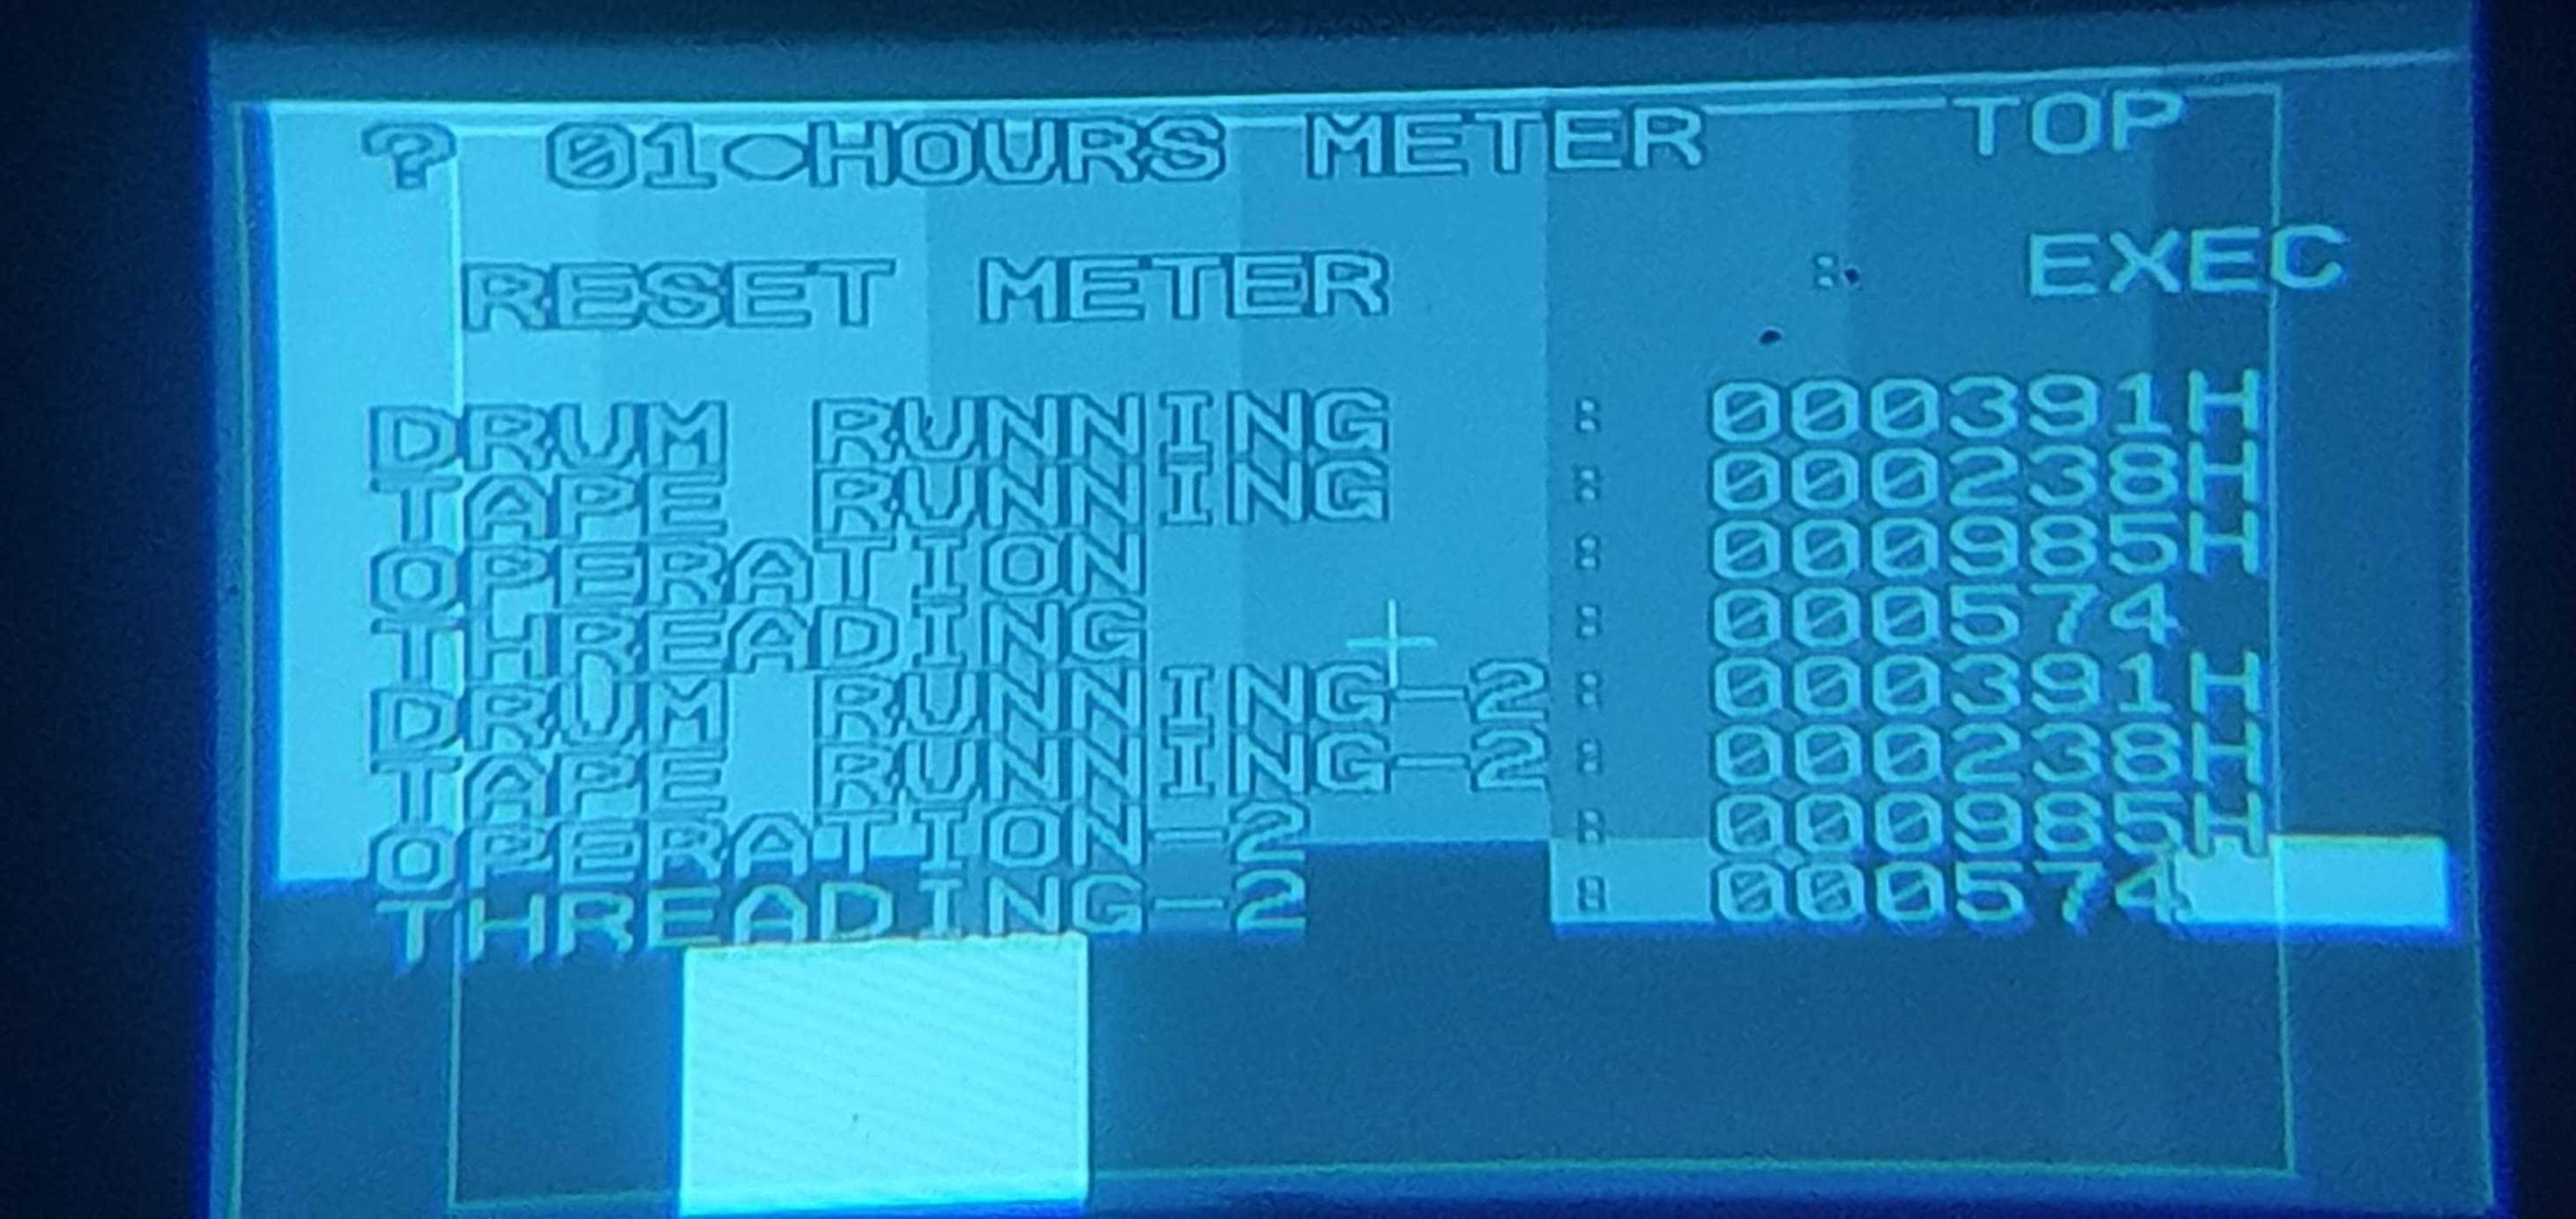 ? 01●HOURS METER TOP
RESET METER : EXEC
DRUM RUNNING : 000391H
TAPE RUNNING : 000238H
OPERATION : 000985H
THREADING : 000574
DRUM RUNNING-2 : 000391H
TAPE RUNNING-2 : 000238H
OPERATION-2 : 000985H
THREADING-2 : 000574